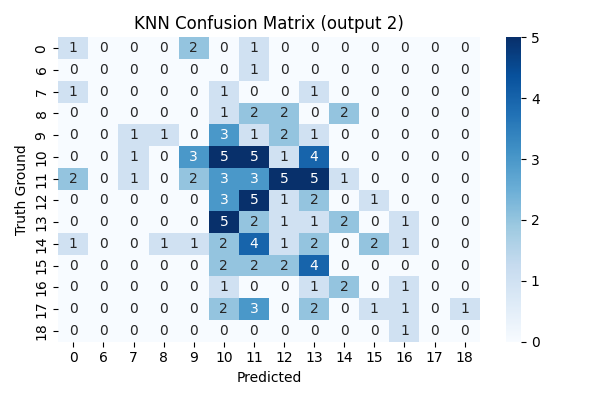 KNN Confusion Matrix (output 2)
Truth Ground
0 1 0 0 0 2 0 1 0 0 0 0 0 0 0
6 0 0 0 0 0 0 1 0 0 0 0 0 0 0
7 1 0 0 0 0 1 0 0 1 0 0 0 0 0
8 0 0 0 0 0 1 2 2 0 2 0 0 0 0
9 0 0 1 1 0 3 1 2 1 0 0 0 0 0
10 0 0 1 0 3 5 5 1 4 0 0 0 0 0
11 2 0 1 0 2 3 3 5 5 1 0 0 0 0
12 0 0 0 0 0 3 5 1 2 0 1 0 0 0
13 0 0 0 0 0 5 2 1 1 2 0 1 0 0
14 1 0 0 1 1 2 4 1 2 0 2 1 0 0
15 0 0 0 0 0 2 2 2 4 0 0 0 0 0
16 0 0 0 0 0 1 0 0 1 2 0 1 0 0
17 0 0 0 0 0 2 3 0 2 0 1 1 0 1
18 0 0 0 0 0 0 0 0 0 0 0 1 0 0
0 6 7 8 9 10 11 12 13 14 15 16 17 18
Predicted
5
4
3
2
1
0